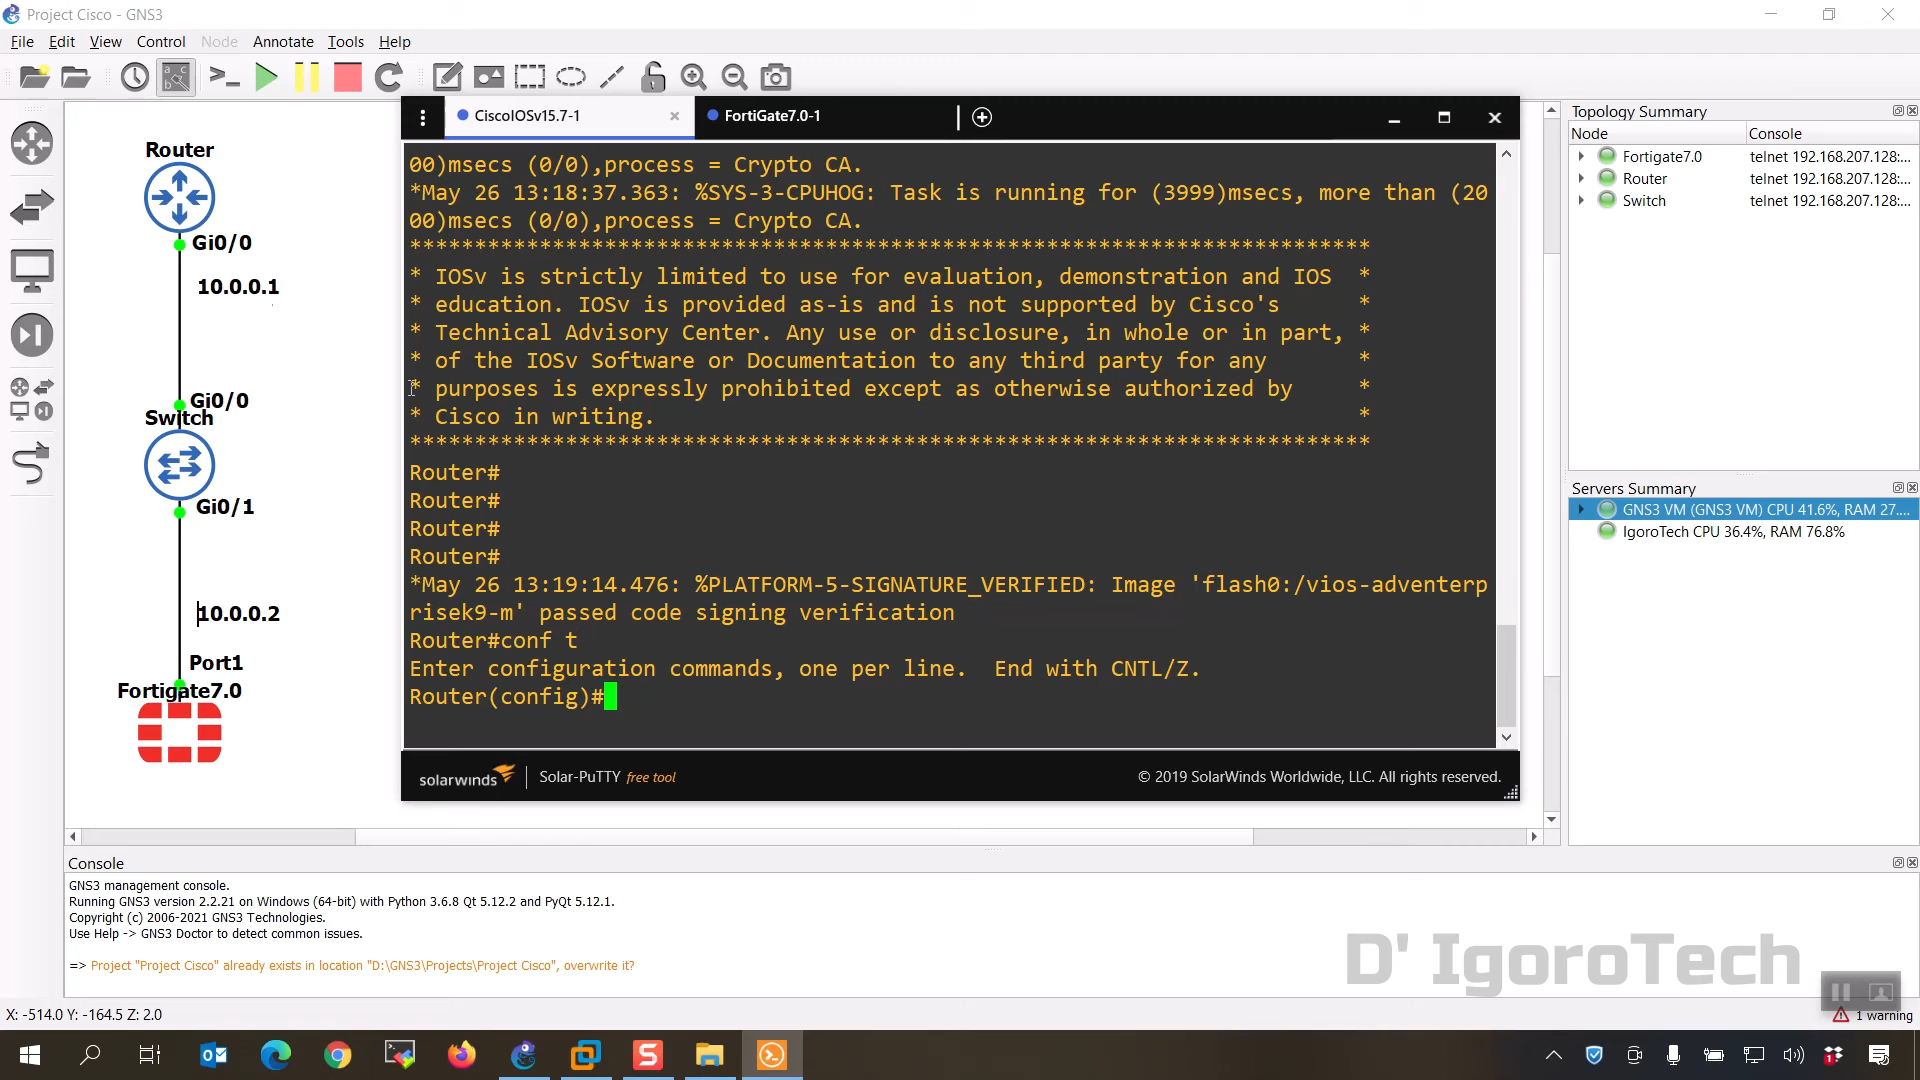 Project Cisco - GNS3
File Edit View Control Node Annotate Tools Help
Router
Gi0/0
10.0.0.1
Gi0/0
Switch
Gi0/1
10.0.0.2
Port1
Fortigate7.0
CiscoIOSv15.7-1
FortiGate7.0-1
00)msecs (0/0),process = Crypto CA.
*May 26 13:18:37.363: %SYS-3-CPUHOG: Task is running for (3999)msecs, more than (20
00)msecs (0/0),process = Crypto CA.
**************************************************************************
* IOSv is strictly limited to use for evaluation, demonstration and IOS  *
* education. IOSv is provided as-is and is not supported by Cisco's      *
* Technical Advisory Center. Any use or disclosure, in whole or in part, *
* of the IOSv Software or Documentation to any third party for any       *
* purposes is expressly prohibited except as otherwise authorized by     *
* Cisco in writing.                                                      *
**************************************************************************
Router#
Router#
Router#
Router#
*May 26 13:19:14.476: %PLATFORM-5-SIGNATURE_VERIFIED: Image 'flash0:/vios-adventerp
risek9-m' passed code signing verification
Router#conf t
Enter configuration commands, one per line.  End with CNTL/Z.
Router(config)#
solarwinds
Solar-PuTTY free tool
© 2019 SolarWinds Worldwide, LLC. All rights reserved.
Topology Summary
Node Console
Fortigate7.0 telnet 192.168.207.128:...
Router telnet 192.168.207.128:...
Switch telnet 192.168.207.128:...
Servers Summary
GNS3 VM (GNS3 VM) CPU 41.6%, RAM 27....
IgoroTech CPU 36.4%, RAM 76.8%
Console
GNS3 management console.
Running GNS3 version 2.2.21 on Windows (64-bit) with Python 3.6.8 Qt 5.12.2 and PyQt 5.12.1.
Copyright (c) 2006-2021 GNS3 Technologies.
Use Help -> GNS3 Doctor to detect common issues.
=> Project "Project Cisco" already exists in location "D:\GNS3\Projects\Project Cisco", overwrite it?
D' IgoroTech
X: -514.0 Y: -164.5 Z: 2.0
1 warning